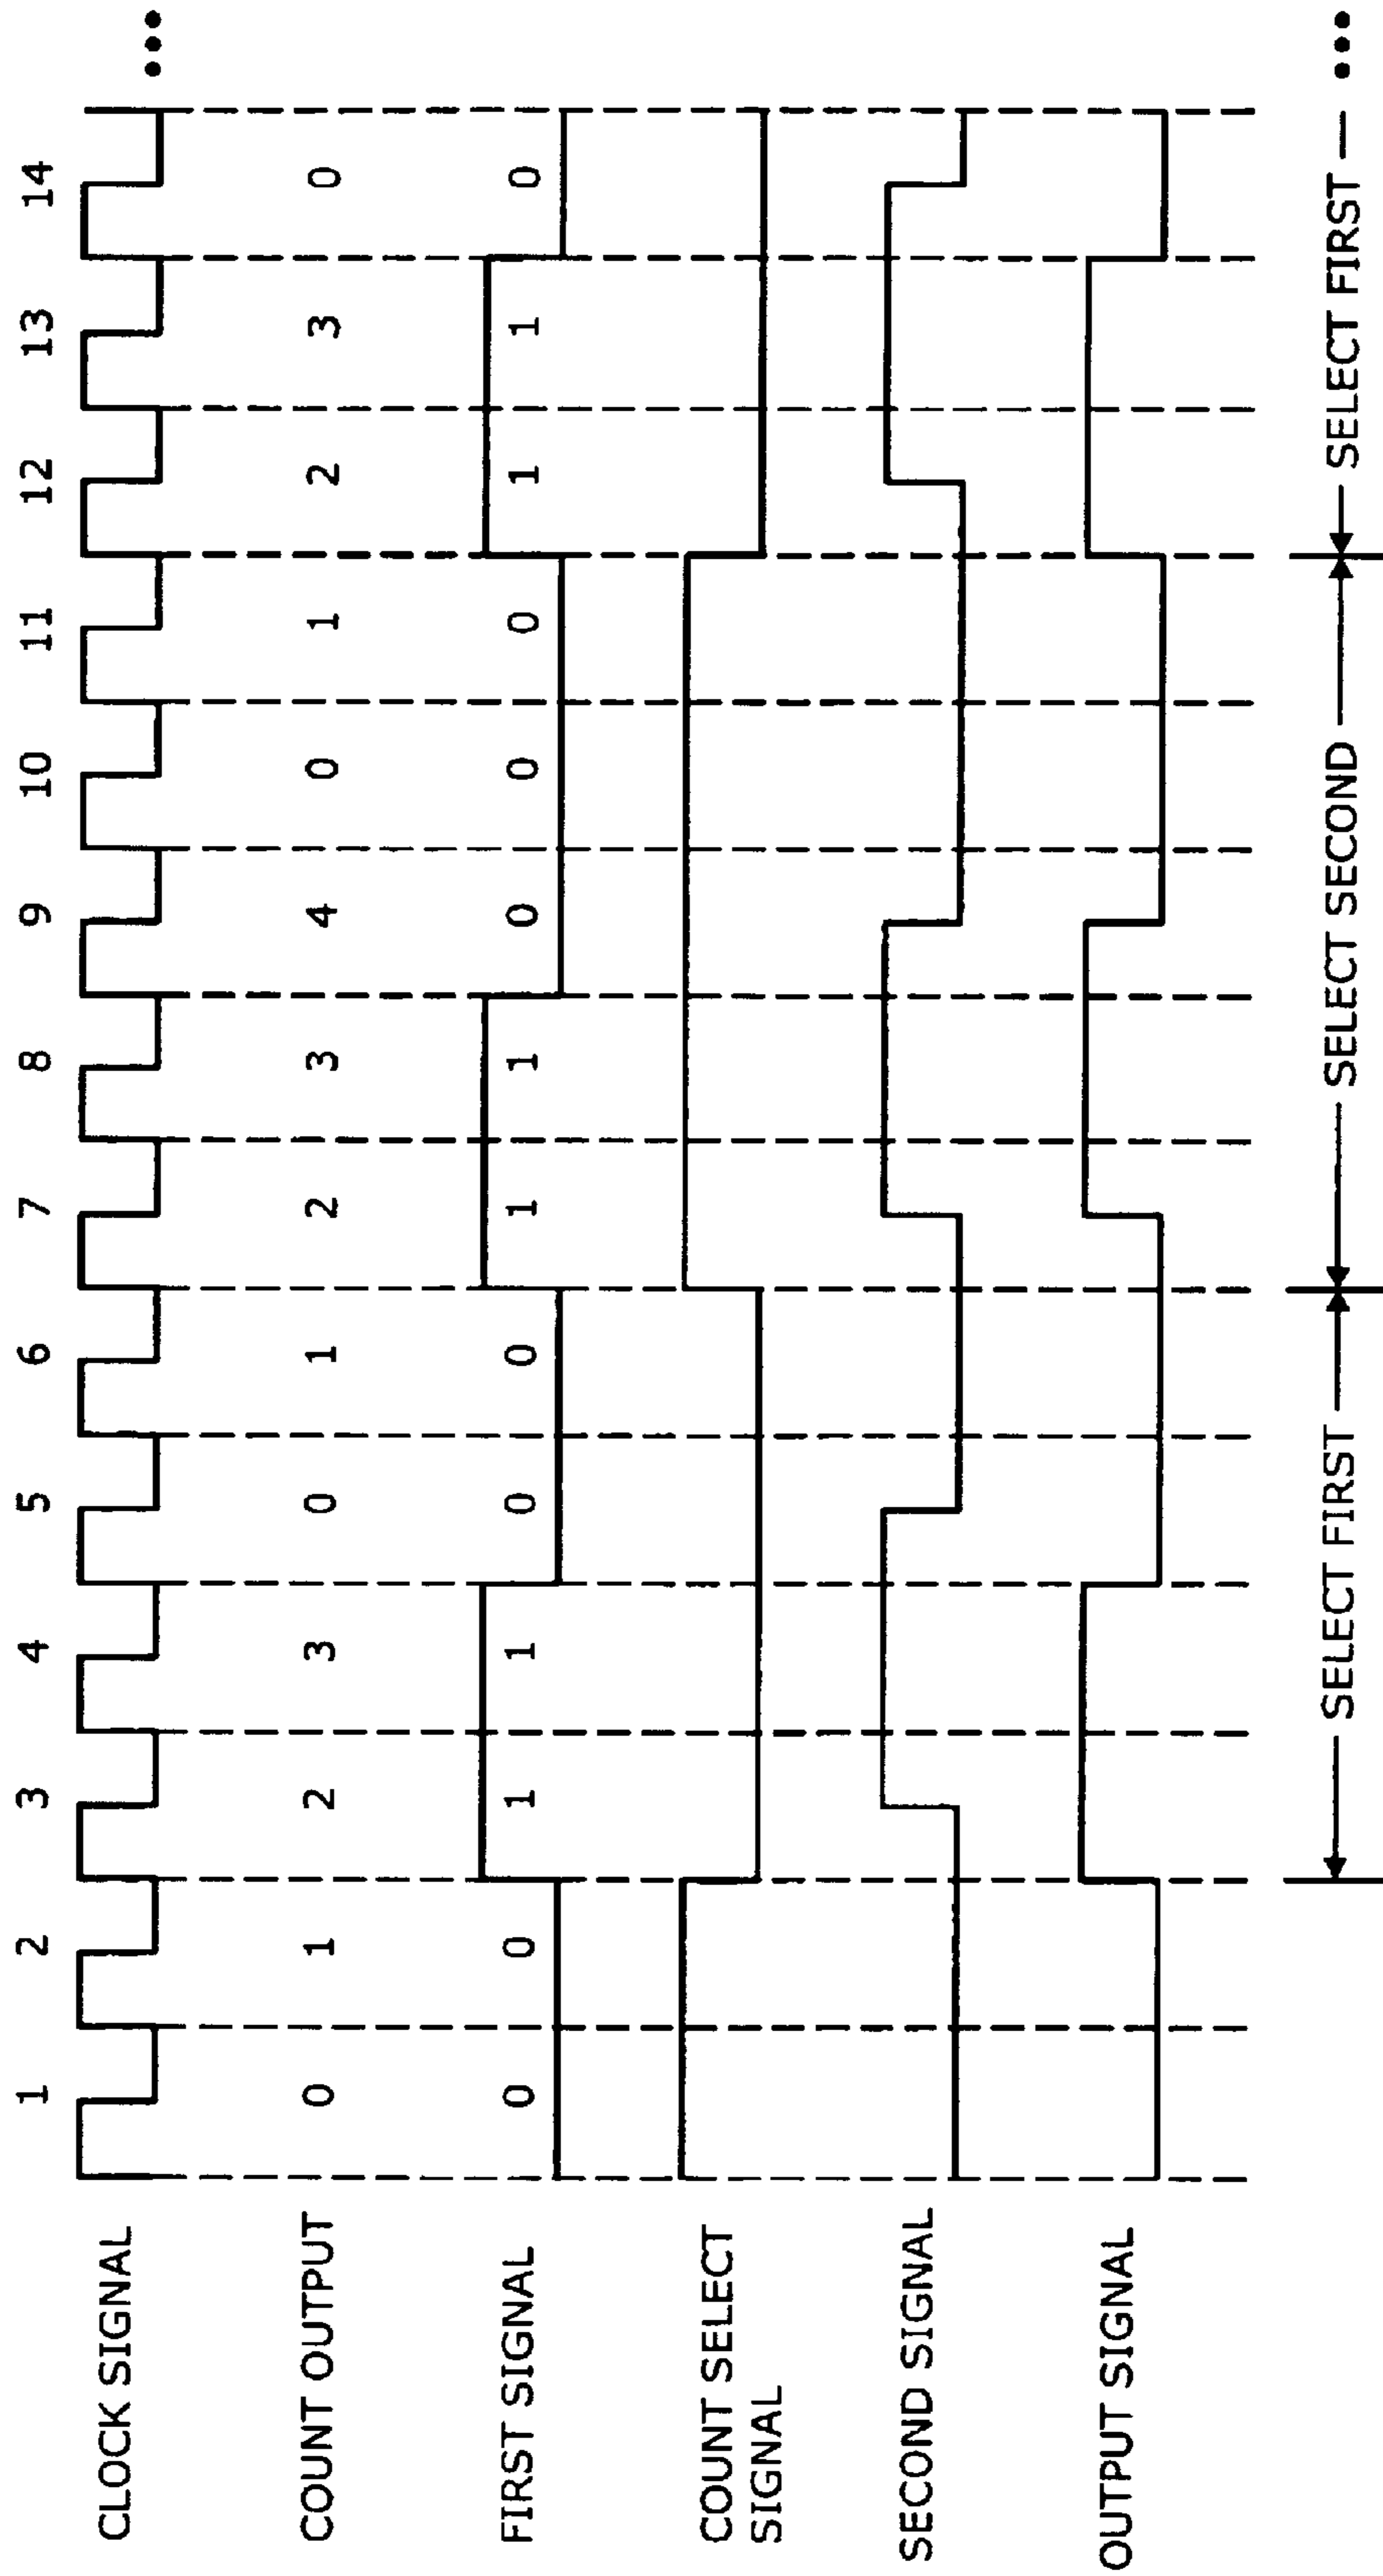 1 2 3 4 5 6 7 8 9 10 11 12 13 14
CLOCK SIGNAL •••
COUNT OUTPUT 0 1 2 3 0 1 2 3 4 0 1 2 3 0
FIRST SIGNAL 0 0 1 1 0 0 1 1 0 0 0 1 1 0
COUNT SELECT
SIGNAL
SECOND SIGNAL
OUTPUT SIGNAL
SELECT FIRST SELECT SECOND SELECT FIRST •••